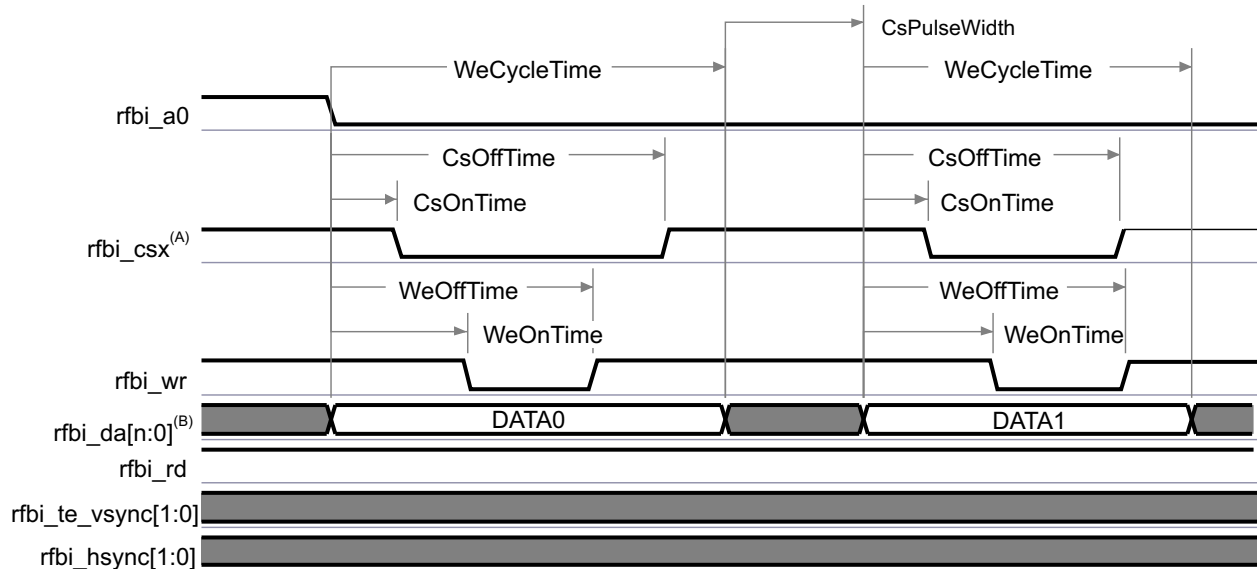 CsPulseWidth
WeCycleTime WeCycleTime
rfbi_a0
CsOffTime CsOffTime
CsOnTime CsOnTime
rfbi_csx(A)
WeOffTime WeOffTime
WeOnTime WeOnTime
rfbi_wr
rfbi_da[n:0](B) DATA0 DATA1
rfbi_rd
rfbi_te_vsync[1:0]
rfbi_hsync[1:0]